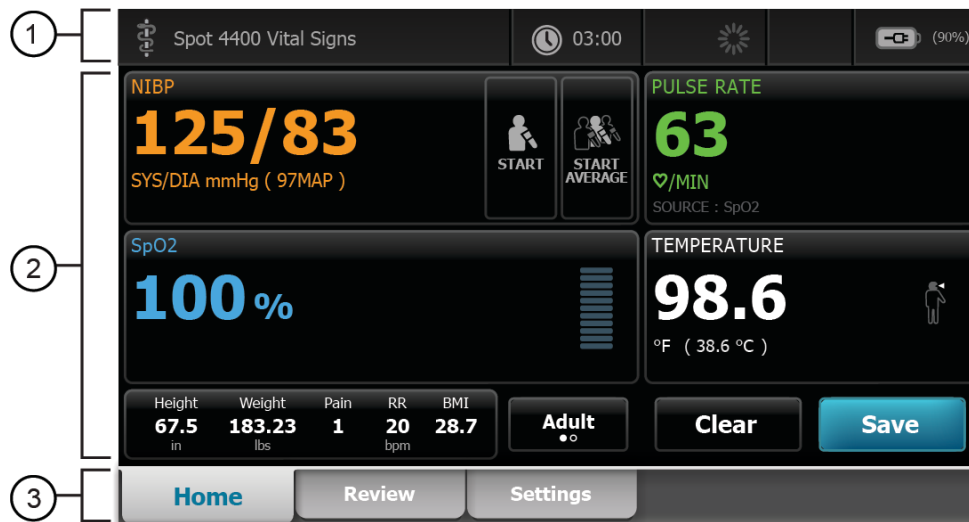 1
Spot 4400 Vital Signs
03:00
(90%)
2
NIBP
125/83
SYS/DIA mmHg ( 97MAP )
START
START
AVERAGE
PULSE RATE
63
/MIN
SOURCE : SpO2
SpO2
100 %
TEMPERATURE
98.6
°F ( 38.6 °C )
Height Weight Pain RR BMI
67.5 183.23 1 20 28.7
in lbs bpm
Adult
Clear
Save
3
Home
Review
Settings